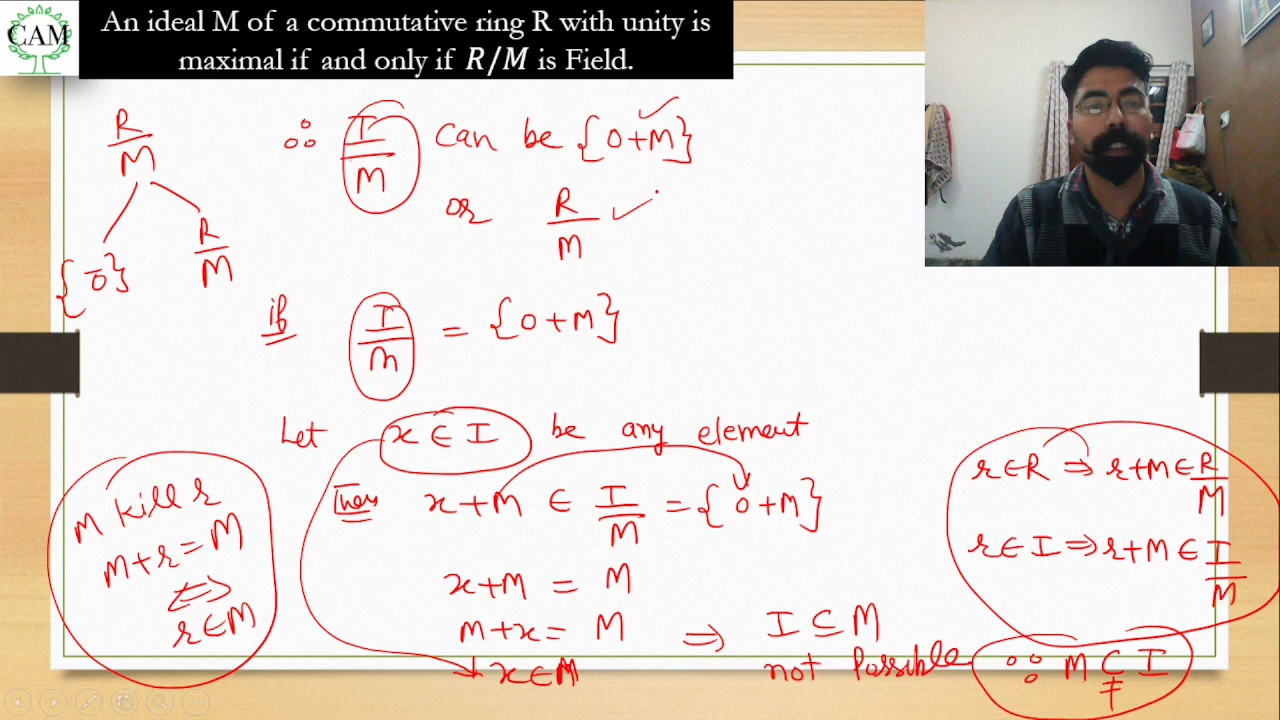 CAM
An ideal M of a commutative ring R with unity is
maximal if and only if R/M is Field.
R/M
{0̄} R/M
∴ I/M can be {0+M} ✓
or R/M ✓
if I/M = {0+M}
Let x ∈ I be any element
Then x+M ∈ I/M = {0+M}
x+M = M
M+x = M ⇒ I ⊆ M
x∈M not Possible ∵ M ⊊ I
M kill r
M+r=M
⇔
r∈M
r∈R ⇒ r+M ∈ R/M
r∈I ⇒ r+M ∈ I/M